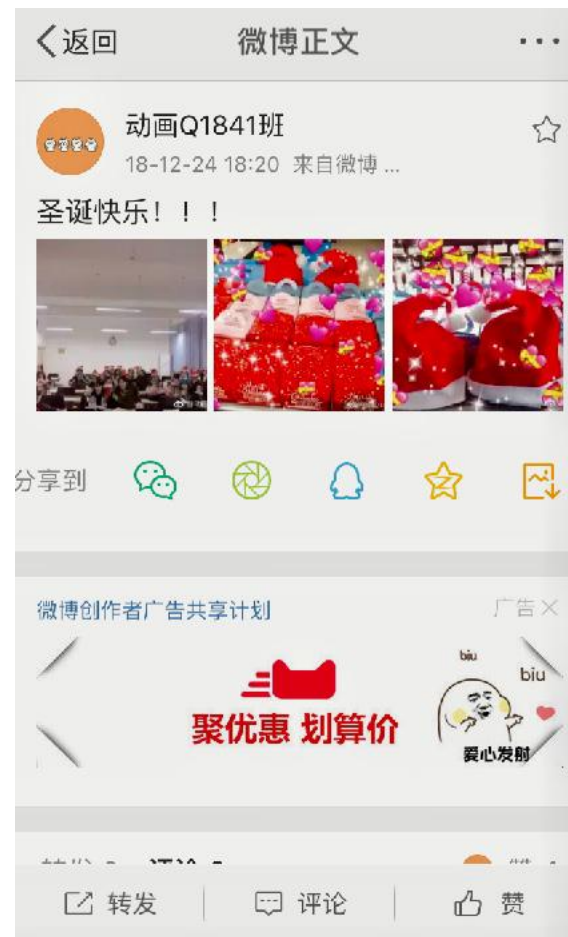 返回
微博正文
动画Q1841班
18-12-24 18:20 来自微博 ...
圣诞快乐！！！
分享到
微博创作者广告共享计划
广告
聚优惠 划算价
biu
biu
爱心发射
转发
评论
赞